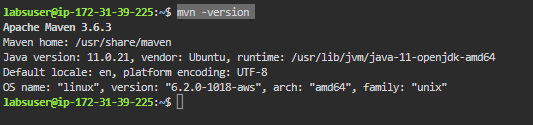 labsuser@ip-172-31-39-225:~$ mvn -version
Apache Maven 3.6.3
Maven home: /usr/share/maven
Java version: 11.0.21, vendor: Ubuntu, runtime: /usr/lib/jvm/java-11-openjdk-amd64
Default locale: en, platform encoding: UTF-8
OS name: "linux", version: "6.2.0-1018-aws", arch: "amd64", family: "unix"
labsuser@ip-172-31-39-225:~$